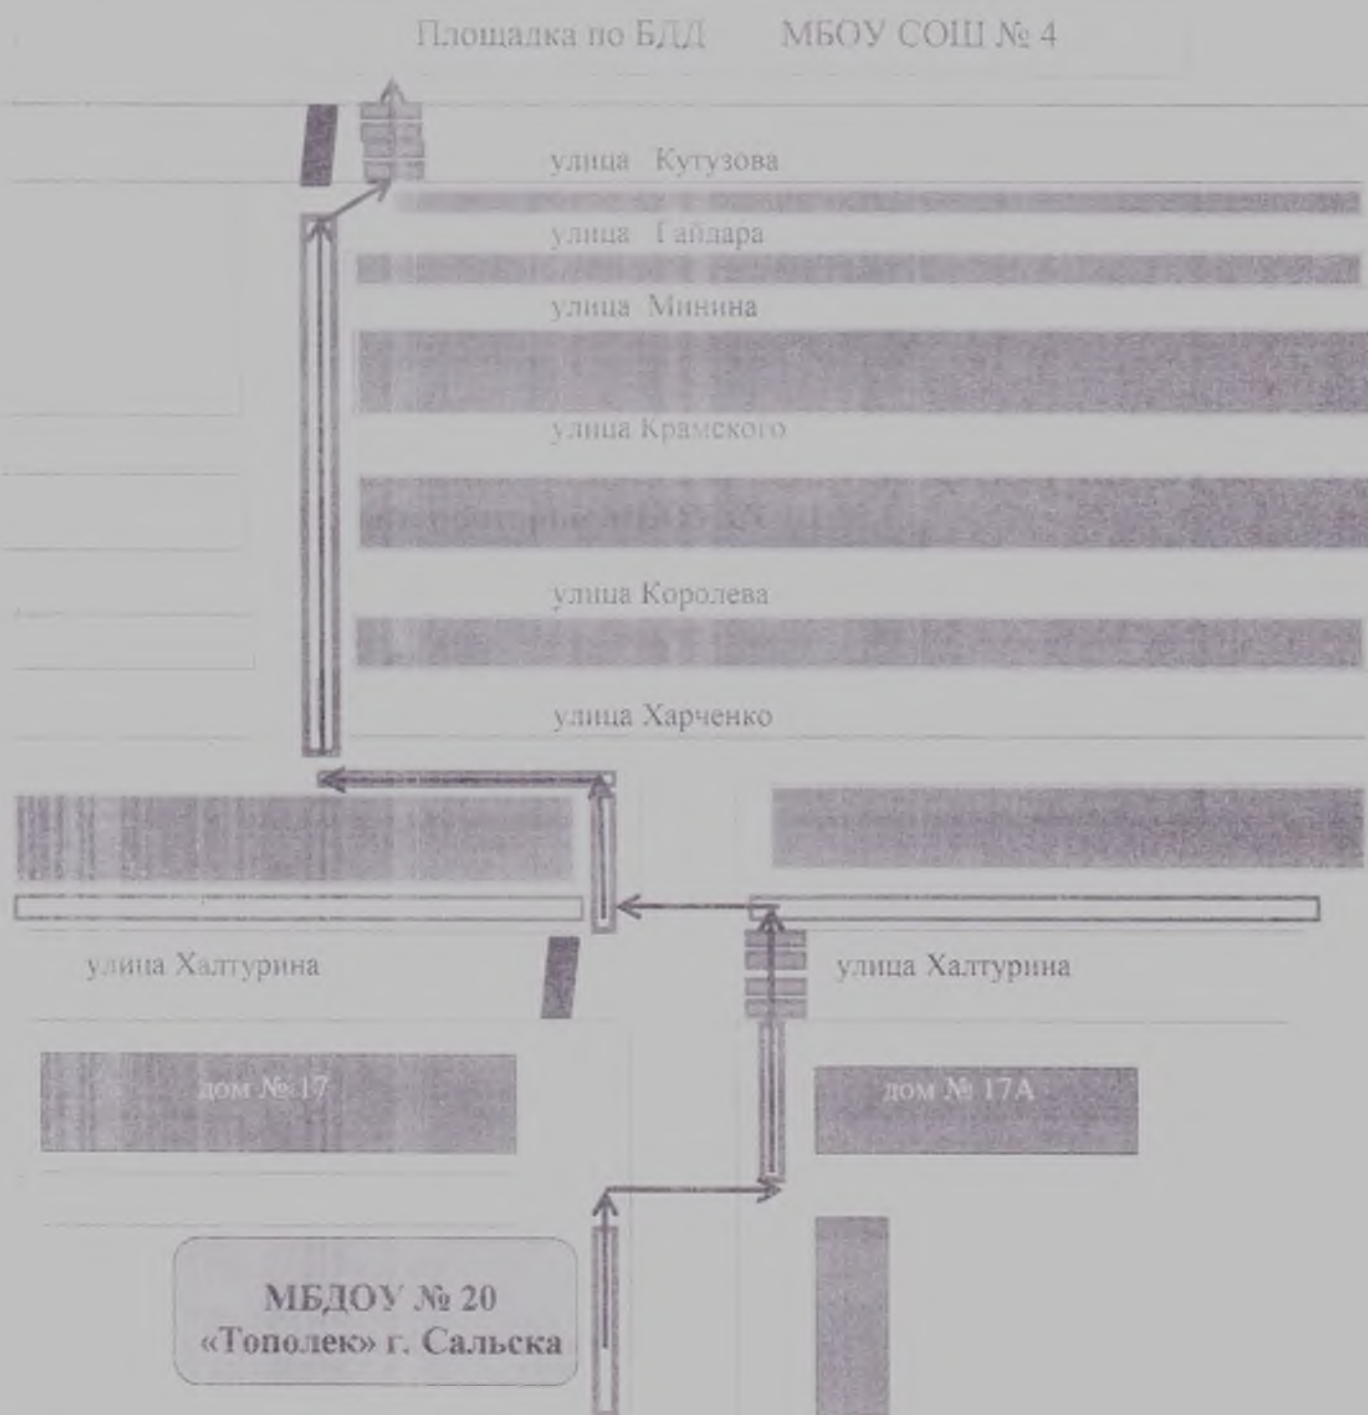 Площадка по БДД МБОУ СОШ № 4
улица Кутузова
улица Гайдара
улица Минина
улица Крамского
улица Королева
улица Харченко
улица Халтурина улица Халтурина
дом № 17 дом № 17А
МБДОУ № 20
«Тополек» г. Сальска